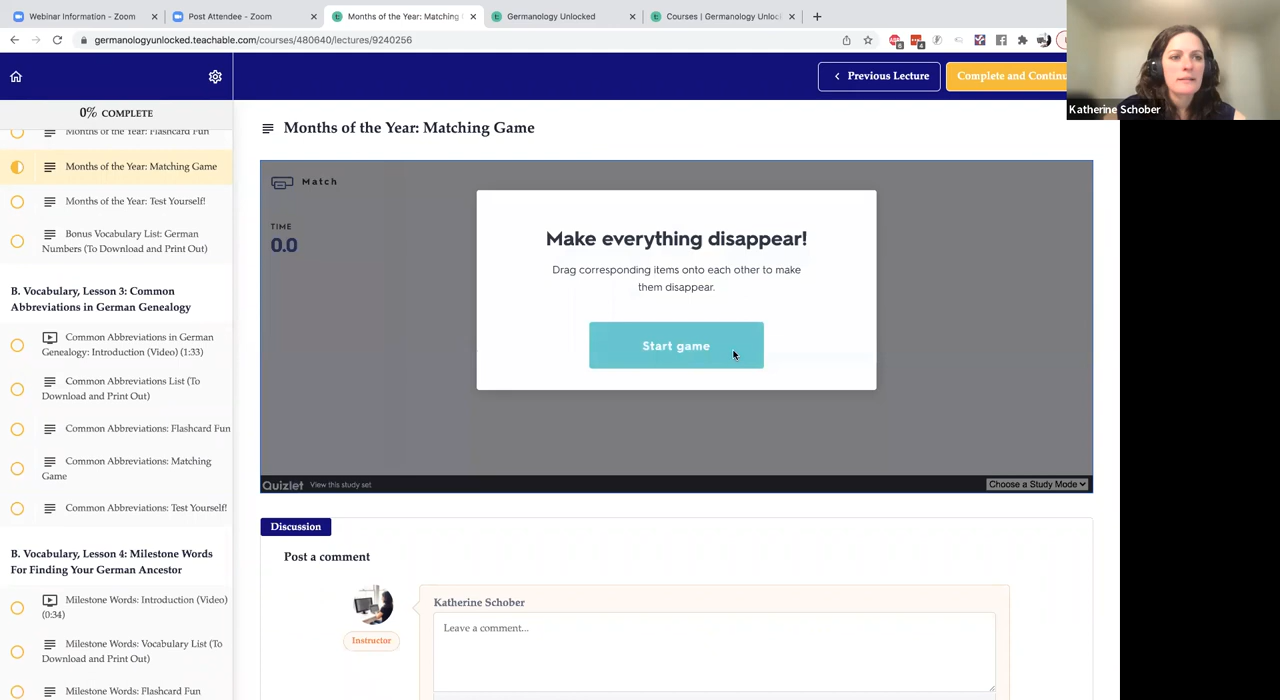 Webinar Information - Zoom
Post Attendee - Zoom
Months of the Year: Matching
Germanology Unlocked
Courses | Germanology Unloc
germanologyunlocked.teachable.com/courses/480640/lectures/9240256
Previous Lecture
Complete and Continu
Katherine Schober
0% COMPLETE
Months of the Year: Flashcard Fun
Months of the Year: Matching Game
Months of the Year: Test Yourself!
Bonus Vocabulary List: German
Numbers (To Download and Print Out)
B. Vocabulary, Lesson 3: Common
Abbreviations in German Genealogy
Common Abbreviations in German
Genealogy: Introduction (Video) (1:33)
Common Abbreviations List (To
Download and Print Out)
Common Abbreviations: Flashcard Fun
Common Abbreviations: Matching
Game
Common Abbreviations: Test Yourself!
B. Vocabulary, Lesson 4: Milestone Words
For Finding Your German Ancestor
Milestone Words: Introduction (Video)
(0:34)
Milestone Words: Vocabulary List (To
Download and Print Out)
Milestone Words: Flashcard Fun
Months of the Year: Matching Game
Match
TIME
0.0
Make everything disappear!
Drag corresponding items onto each other to make
them disappear.
Start game
Quizlet View this study set
Choose a Study Mode
Discussion
Post a comment
Katherine Schober
Leave a comment...
Instructor